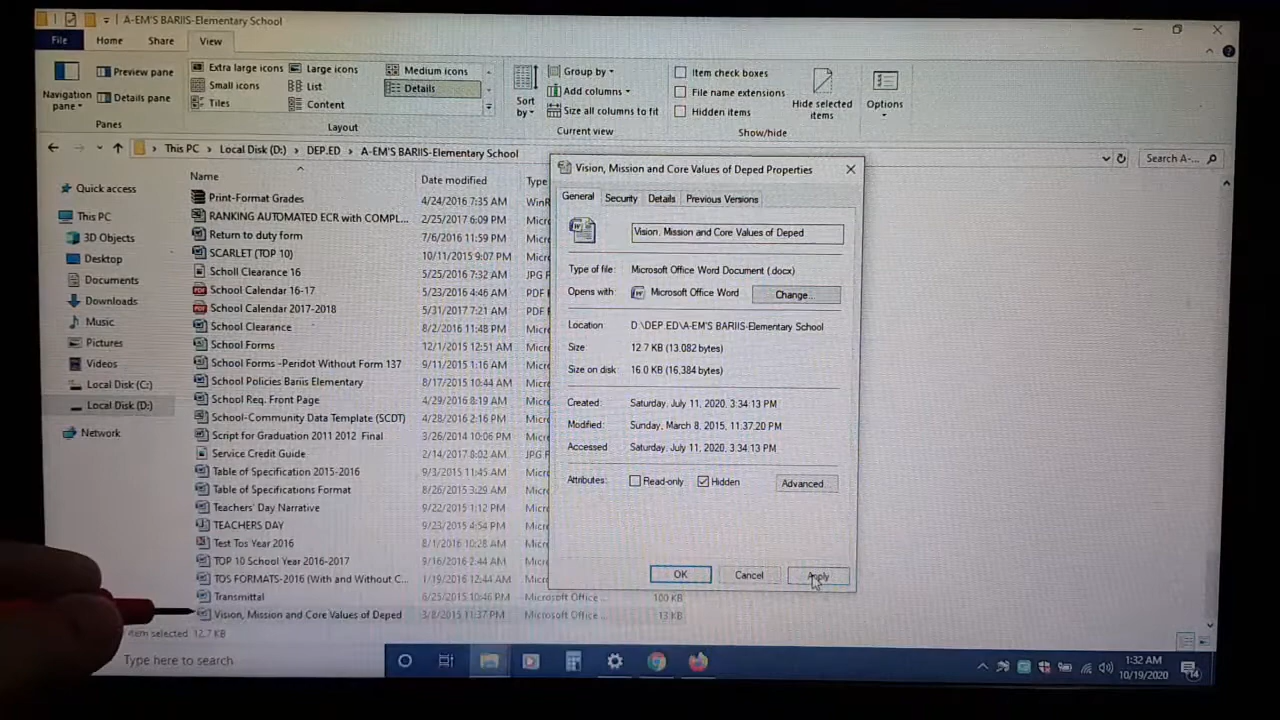 A-EM'S BARIIS-Elementary School
File Home Share View
Navigation pane
Preview pane
Details pane
Panes
Extra large icons
Large icons
Medium icons
Small icons
List
Details
Tiles
Content
Layout
Sort by
Group by
Add columns
Size all columns to fit
Current view
Item check boxes
File name extensions
Hidden items
Hide selected items
Show/hide
Options
This PC > Local Disk (D:) > DEP.ED > A-EM'S BARIIS-Elementary School
Search A-...
Quick access
This PC
3D Objects
Desktop
Documents
Downloads
Music
Pictures
Videos
Local Disk (C:)
Local Disk (D:)
Network
Name Date modified Type
Print-Format Grades 4/24/2016 7:35 AM WinR
RANKING AUTOMATED ECR with COMPL... 2/25/2017 6:09 PM Micro
Return to duty form 7/6/2016 11:59 PM Micro
SCARLET (TOP 10) 10/11/2015 9:07 PM Micro
Scholl Clearance 16 5/25/2016 7:32 AM JPG F
School Calendar 16-17 5/23/2016 4:46 AM PDF F
School Calendar 2017-2018 5/31/2017 7:21 AM PDF F
School Clearance 8/2/2016 11:48 PM Micro
School Forms 12/1/2015 12:51 AM Micro
School Forms -Peridot Without Form 137 9/11/2015 1:16 AM Micro
School Policies Bariis Elementary 8/17/2015 10:44 AM Micro
School Req. Front Page 4/29/2016 8:19 AM Micro
School-Community Data Template (SCDT) 4/28/2016 2:16 PM Micro
Script for Graduation 2011 2012 Final 3/26/2014 10:06 PM Micro
Service Credit Guide 2/14/2017 8:02 AM JPG F
Table of Specification 2015-2016 9/3/2015 11:45 AM Micro
Table of Specifications Format 8/26/2015 3:29 AM Micro
Teachers' Day Narrative 9/22/2015 1:12 PM Micro
TEACHERS DAY 9/23/2015 4:54 PM Micro
Test Tos Year 2016 8/1/2016 10:28 AM Micro
TOP 10 School Year 2016-2017 9/16/2016 2:44 AM Micro
TOS FORMATS-2016 (With and Without C... 1/19/2016 12:44 AM Micro
Transmittal 6/25/2015 10:46 PM Microsoft Office ... 100 KB
Vision, Mission and Core Values of Deped 3/8/2015 11:37 PM Microsoft Office ... 13 KB
item selected 12.7 KB
Vision, Mission and Core Values of Deped Properties
General Security Details Previous Versions
Vision, Mission and Core Values of Deped
Type of file: Microsoft Office Word Document (.docx)
Opens with: Microsoft Office Word Change...
Location: D:\DEP.ED\A-EM'S BARIIS-Elementary School
Size: 12.7 KB (13,082 bytes)
Size on disk: 16.0 KB (16,384 bytes)
Created: Saturday, July 11, 2020, 3:34:13 PM
Modified: Sunday, March 8, 2015, 11:37:20 PM
Accessed: Saturday, July 11, 2020, 3:34:13 PM
Attributes: Read-only Hidden Advanced...
OK Cancel Apply
Type here to search
1:32 AM
10/19/2020
14